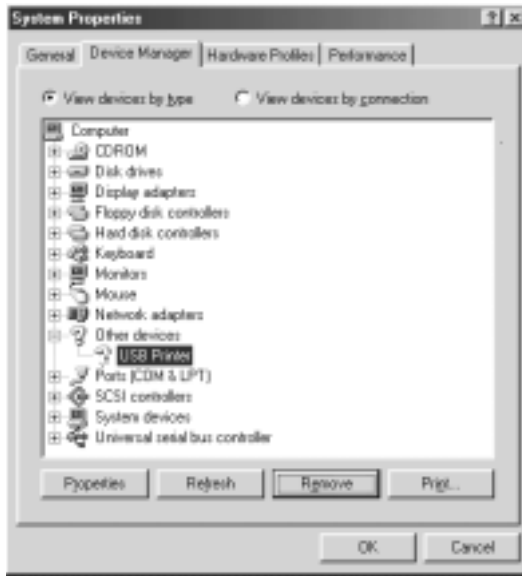 System Properties
General Device Manager Hardware Profiles Performance
View devices by type View devices by connection
Computer
CDROM
Disk drives
Display adapters
Floppy disk controllers
Hard disk controllers
Keyboard
Monitors
Mouse
Network adapters
Other devices
USB Printer
Ports (COM & LPT)
SCSI controllers
System devices
Universal serial bus controller
Properties Refresh Remove Print...
OK Cancel